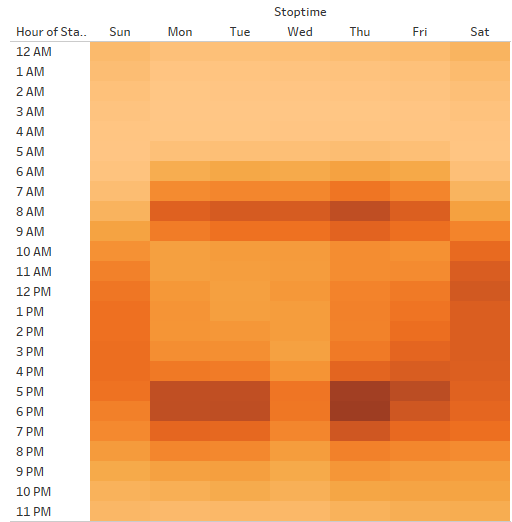 Stoptime
Hour of Sta.. Sun Mon Tue Wed Thu Fri Sat
12 AM
1 AM
2 AM
3 AM
4 AM
5 AM
6 AM
7 AM
8 AM
9 AM
10 AM
11 AM
12 PM
1 PM
2 PM
3 PM
4 PM
5 PM
6 PM
7 PM
8 PM
9 PM
10 PM
11 PM